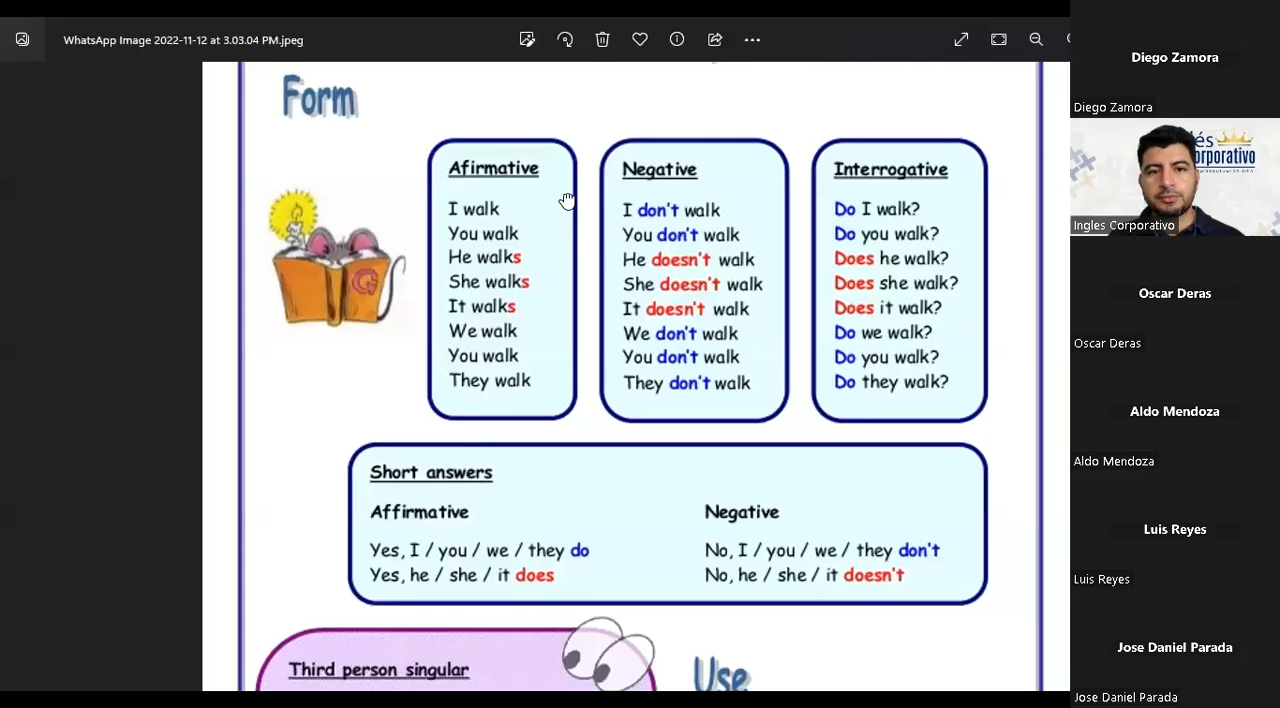 WhatsApp Image 2022-11-12 at 3.03.04 PM.jpeg
Form
Afirmative
I walk
You walk
He walks
She walks
It walks
We walk
You walk
They walk
Negative
I don't walk
You don't walk
He doesn't walk
She doesn't walk
It doesn't walk
We don't walk
You don't walk
They don't walk
Interrogative
Do I walk?
Do you walk?
Does he walk?
Does she walk?
Does it walk?
Do we walk?
Do you walk?
Do they walk?
G
Short answers
Affirmative
Yes, I / you / we / they do
Yes, he / she / it does
Negative
No, I / you / we / they don't
No, he / she / it doesn't
Third person singular
Use
Diego Zamora
Diego Zamora
Ingles Corporativo
Oscar Deras
Oscar Deras
Aldo Mendoza
Aldo Mendoza
Luis Reyes
Luis Reyes
Jose Daniel Parada
Jose Daniel Parada